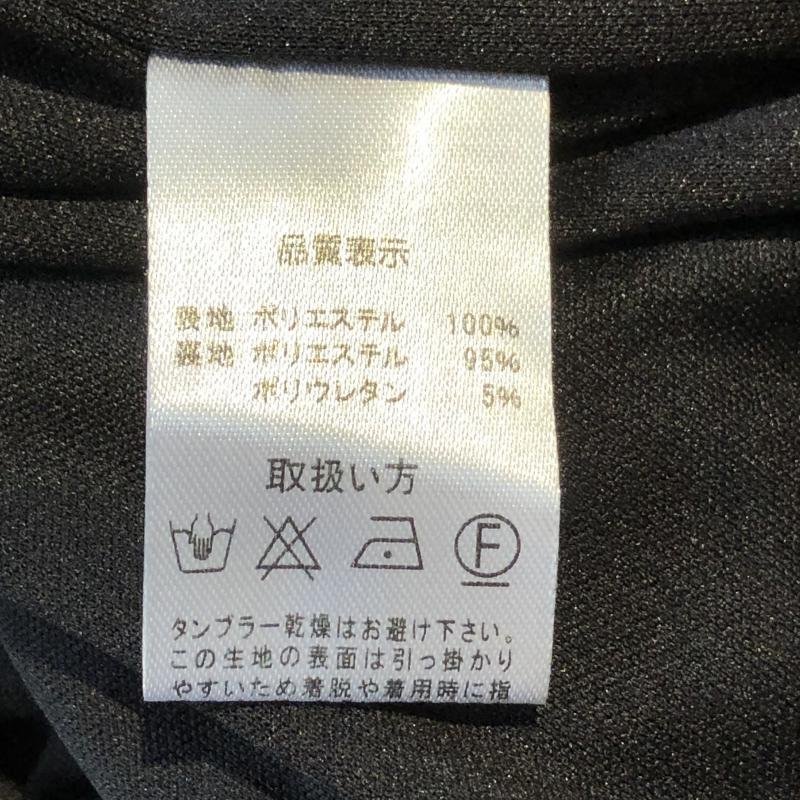 品質表示
表地 ポリエステル 100%
裏地 ポリエステル 95%
ポリウレタン 5%
取扱い方
F
タンブラー乾燥はお避け下さい。
この生地の表面は引っ掛かり
やすいため着脱や着用時に指